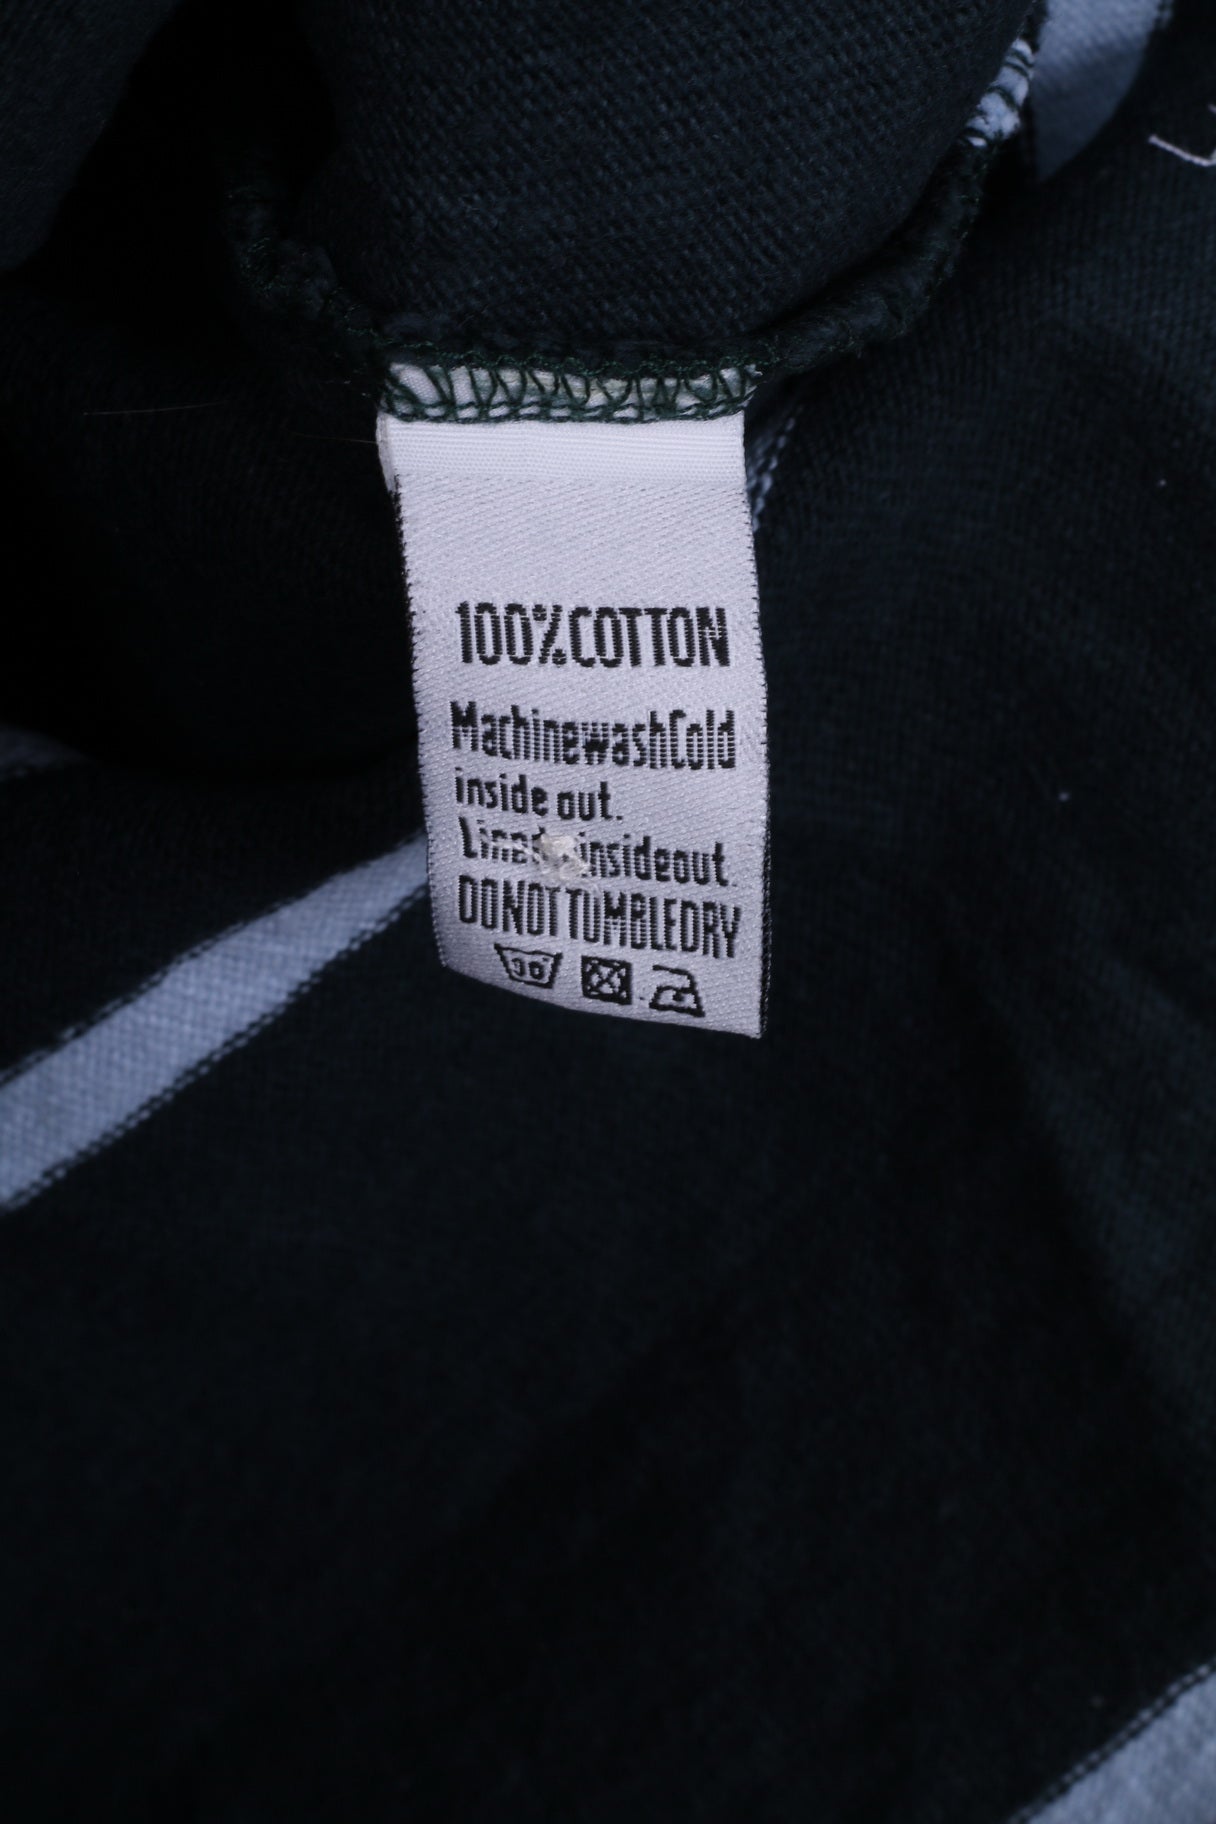 100%COTTON
MachinewashCold
inside out.
insideout.
DONOTTUMBLEDRY
30